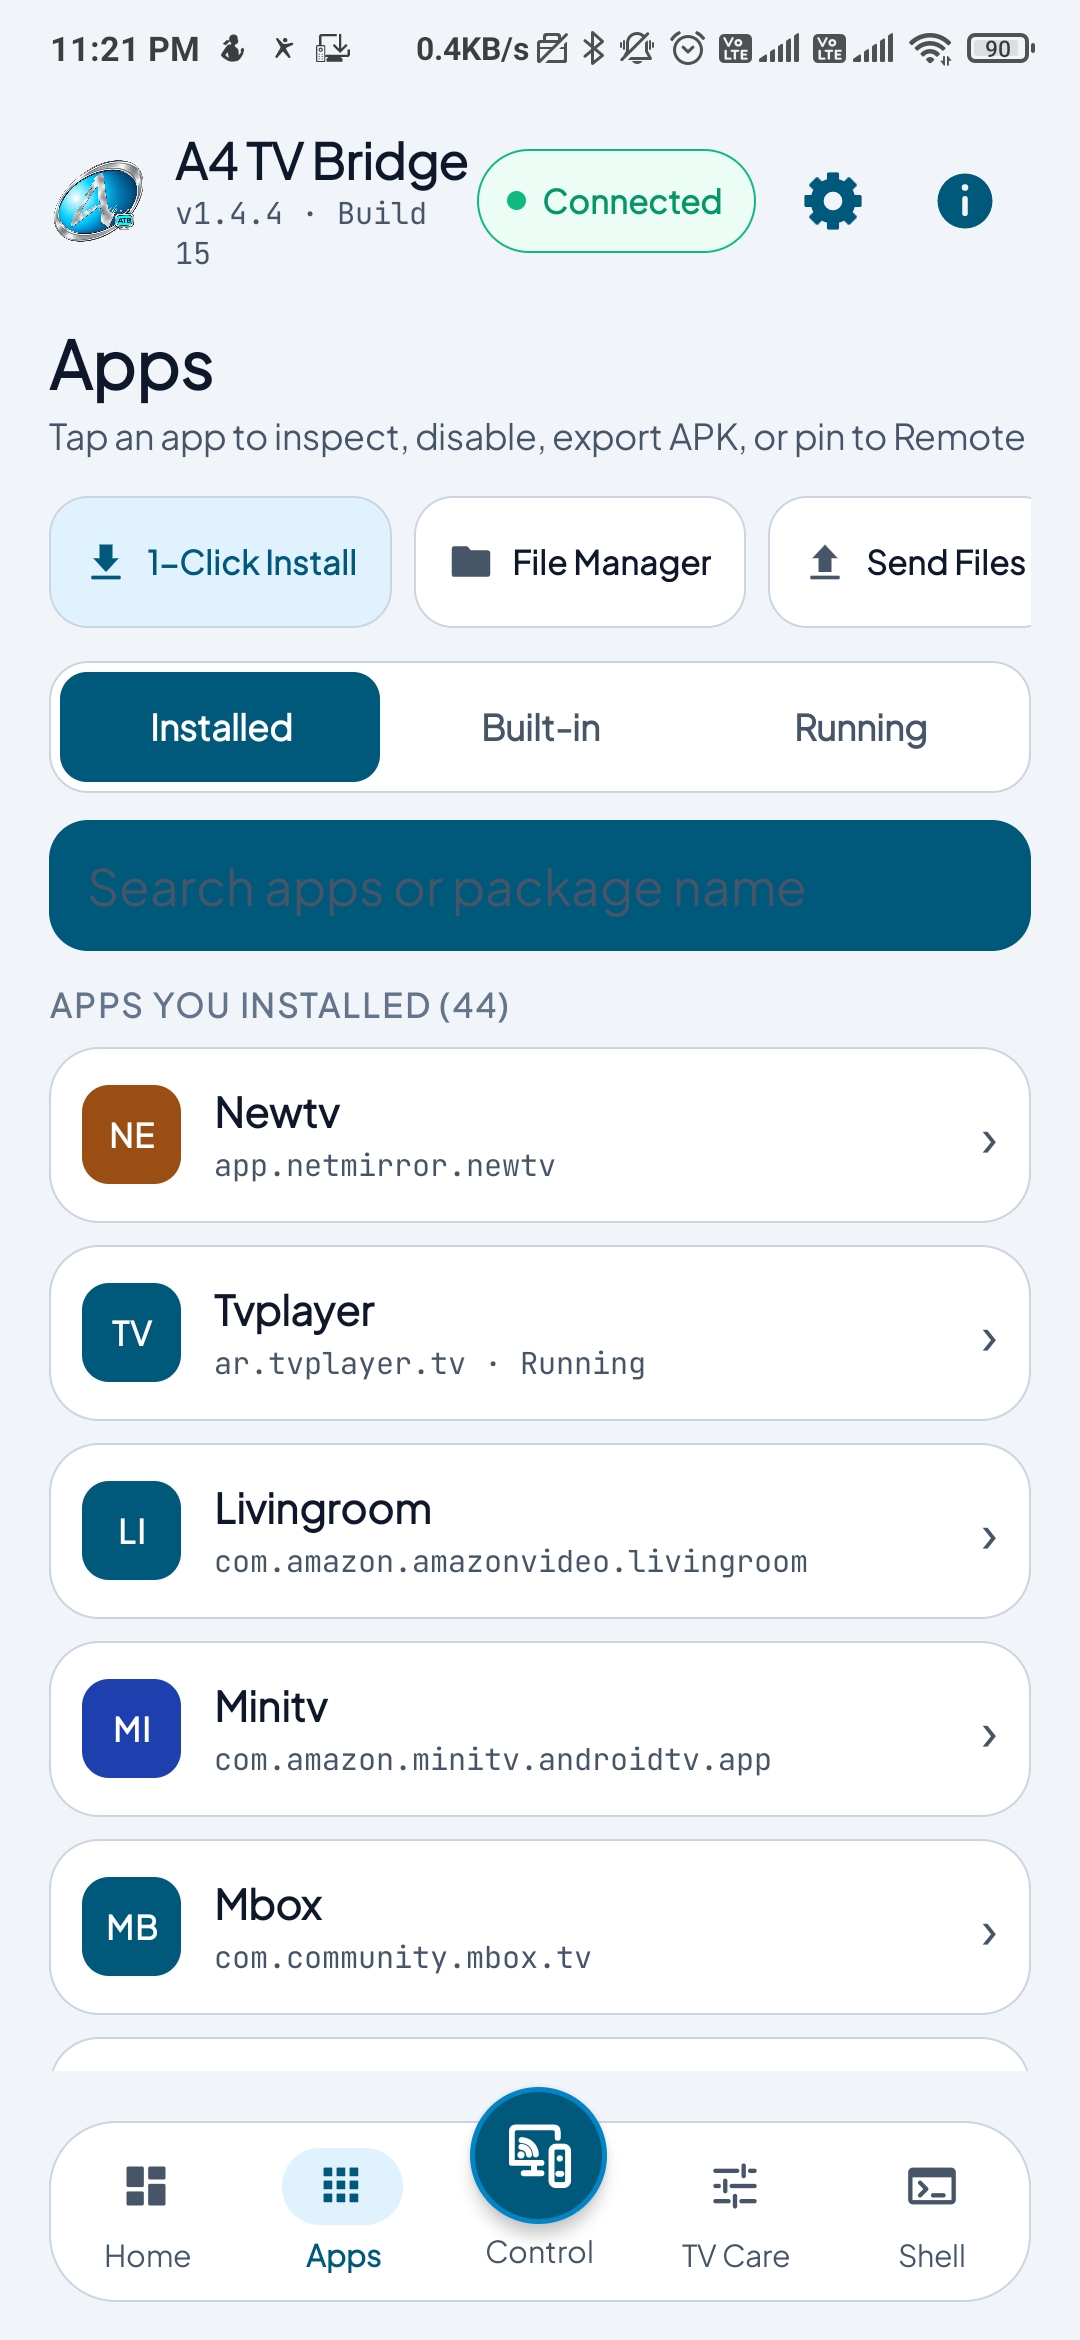 11:21 PM 0.4KB/s Vo LTE Vo LTE 90
A4 TV Bridge
v1.4.4 · Build
15
Connected
Apps
Tap an app to inspect, disable, export APK, or pin to Remote
1-Click Install File Manager Send Files
Installed Built-in Running
Search apps or package name
APPS YOU INSTALLED (44)
NE Newtv
app.netmirror.newtv
TV Tvplayer
ar.tvplayer.tv · Running
LI Livingroom
com.amazon.amazonvideo.livingroom
MI Minitv
com.amazon.minitv.androidtv.app
MB Mbox
com.community.mbox.tv
Home Apps Control TV Care Shell